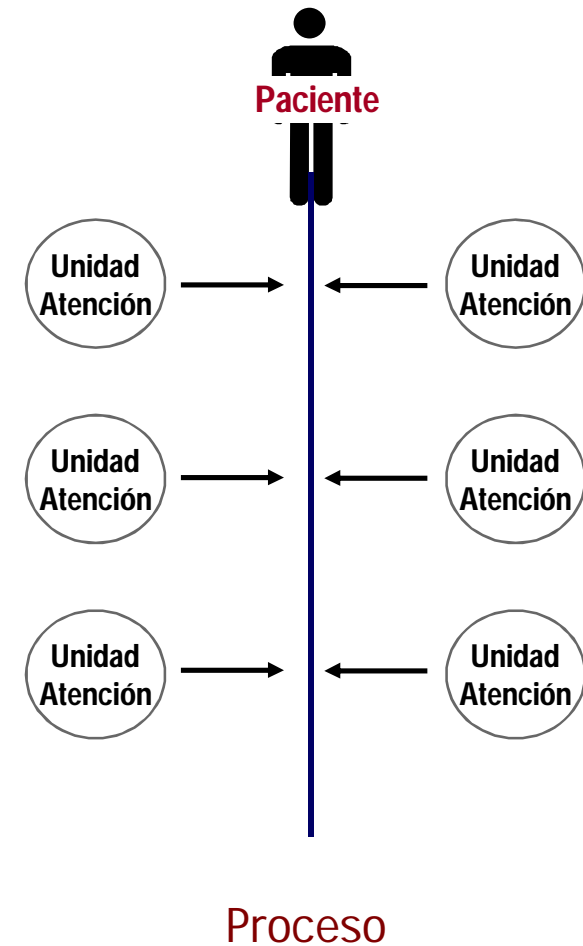 Paciente
Unidad
Atención
Unidad
Atención
Unidad
Atención
Unidad
Atención
Unidad
Atención
Unidad
Atención
Proceso